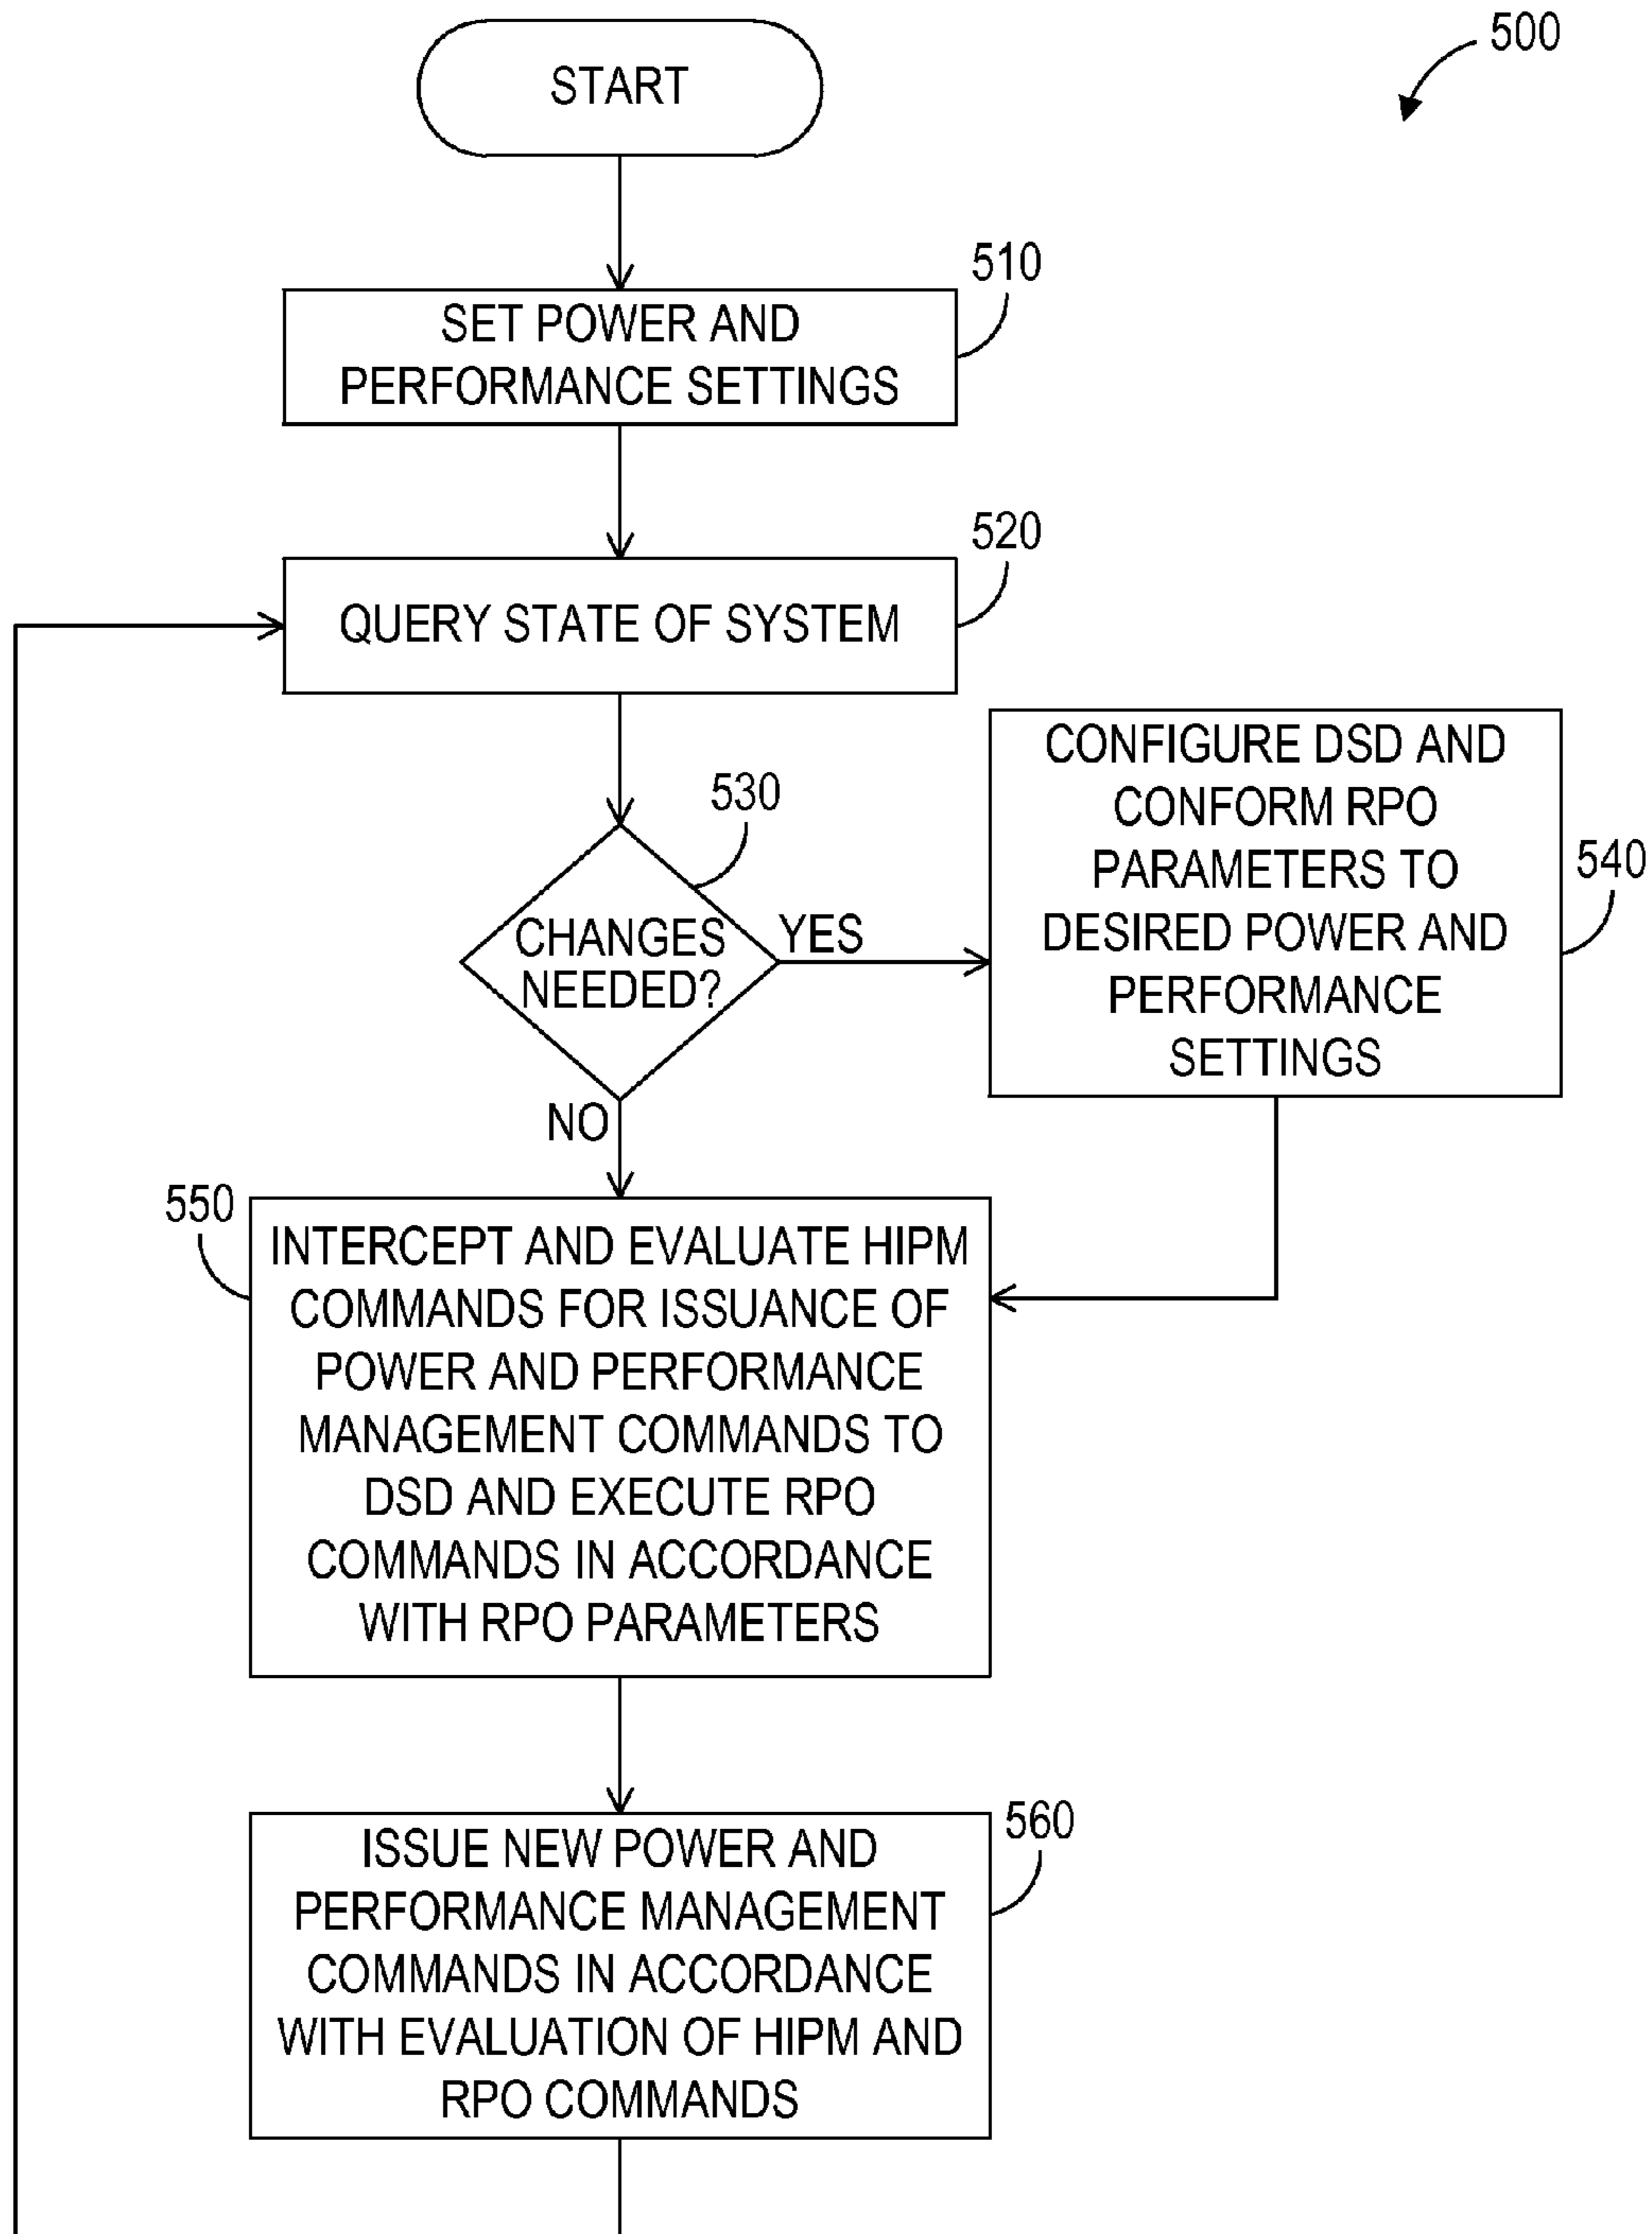 500
START
510
SET POWER AND
PERFORMANCE SETTINGS
520
QUERY STATE OF SYSTEM
530
CHANGES
NEEDED?
YES
NO
CONFIGURE DSD AND
CONFORM RPO
PARAMETERS TO
DESIRED POWER AND
PERFORMANCE
SETTINGS
540
550
INTERCEPT AND EVALUATE HIPM
COMMANDS FOR ISSUANCE OF
POWER AND PERFORMANCE
MANAGEMENT COMMANDS TO
DSD AND EXECUTE RPO
COMMANDS IN ACCORDANCE
WITH RPO PARAMETERS
560
ISSUE NEW POWER AND
PERFORMANCE MANAGEMENT
COMMANDS IN ACCORDANCE
WITH EVALUATION OF HIPM AND
RPO COMMANDS